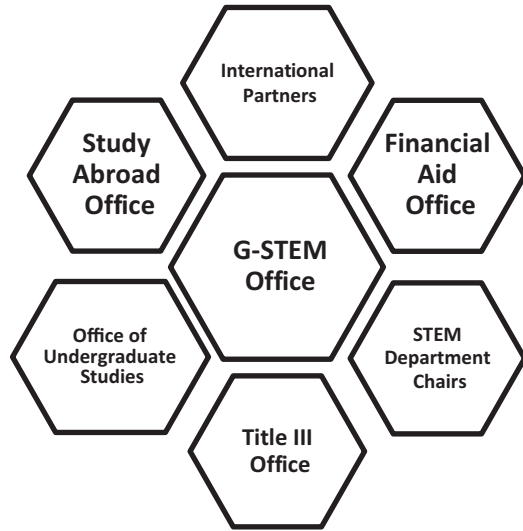 International
Partners
Study
Abroad
Office
Financial
Aid
Office
G-STEM
Office
Office of
Undergraduate
Studies
STEM
Department
Chairs
Title III
Office